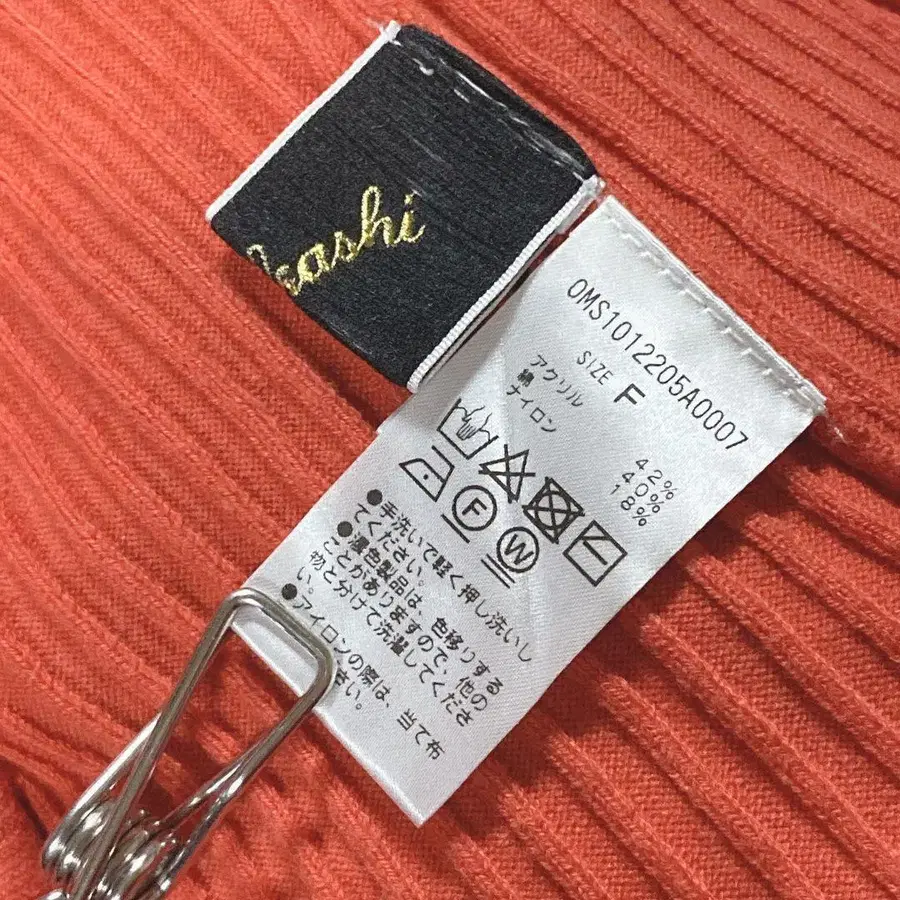 kashi
OMS1012205A0007
SIZE F
アクリル 42%
綿 40%
ナイロン 18%
F
W
●手洗いで軽く押し洗いし
てください。
●濃色製品は、色移りする
ことがありますので、他の
物と分けて洗濯してくださ
い。
●アイロンの際は、当て布
さい。